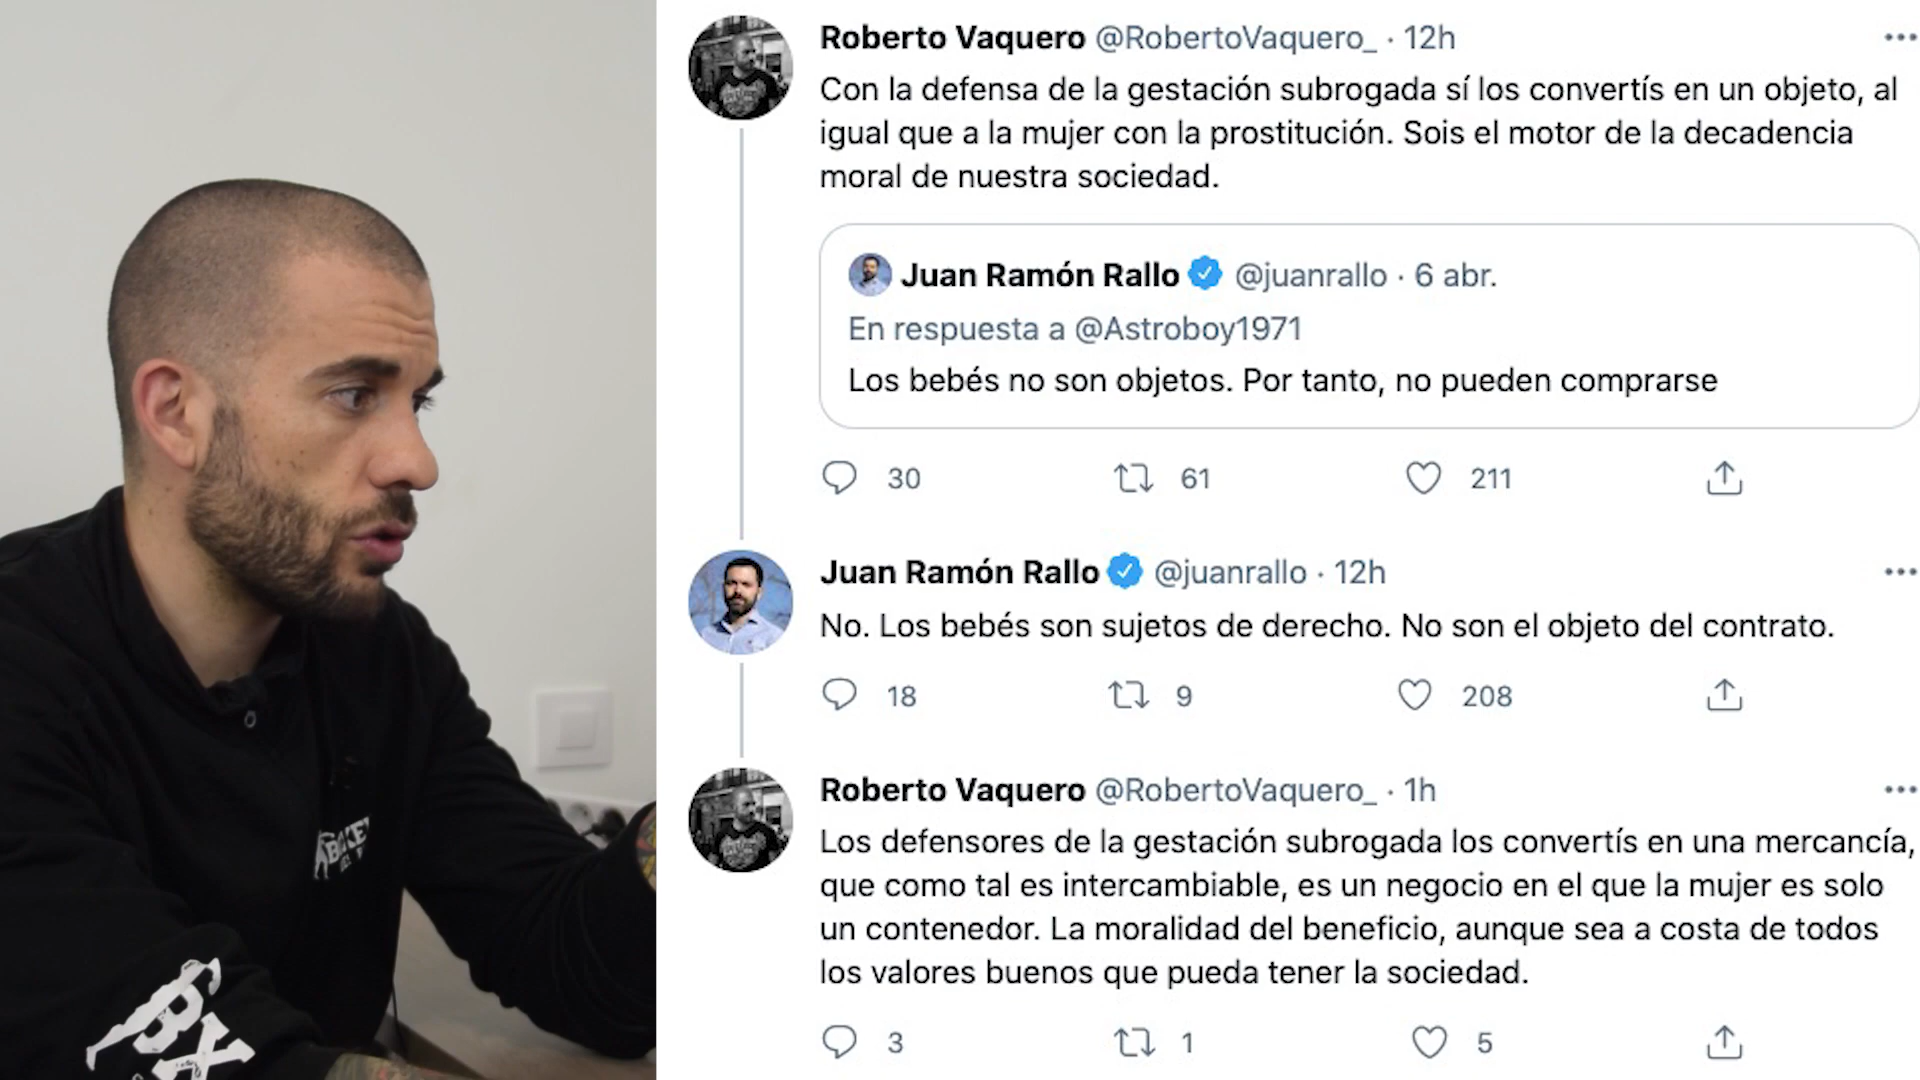 Roberto Vaquero @RobertoVaquero_ · 12h
Con la defensa de la gestación subrogada sí los convertís en un objeto, al
igual que a la mujer con la prostitución. Sois el motor de la decadencia
moral de nuestra sociedad.
Juan Ramón Rallo @juanrallo · 6 abr.
En respuesta a @Astroboy1971
Los bebés no son objetos. Por tanto, no pueden comprarse
30 61 211
Juan Ramón Rallo @juanrallo · 12h
No. Los bebés son sujetos de derecho. No son el objeto del contrato.
18 9 208
Roberto Vaquero @RobertoVaquero_ · 1h
Los defensores de la gestación subrogada los convertís en una mercancía,
que como tal es intercambiable, es un negocio en el que la mujer es solo
un contenedor. La moralidad del beneficio, aunque sea a costa de todos
los valores buenos que pueda tener la sociedad.
3 1 5
BX